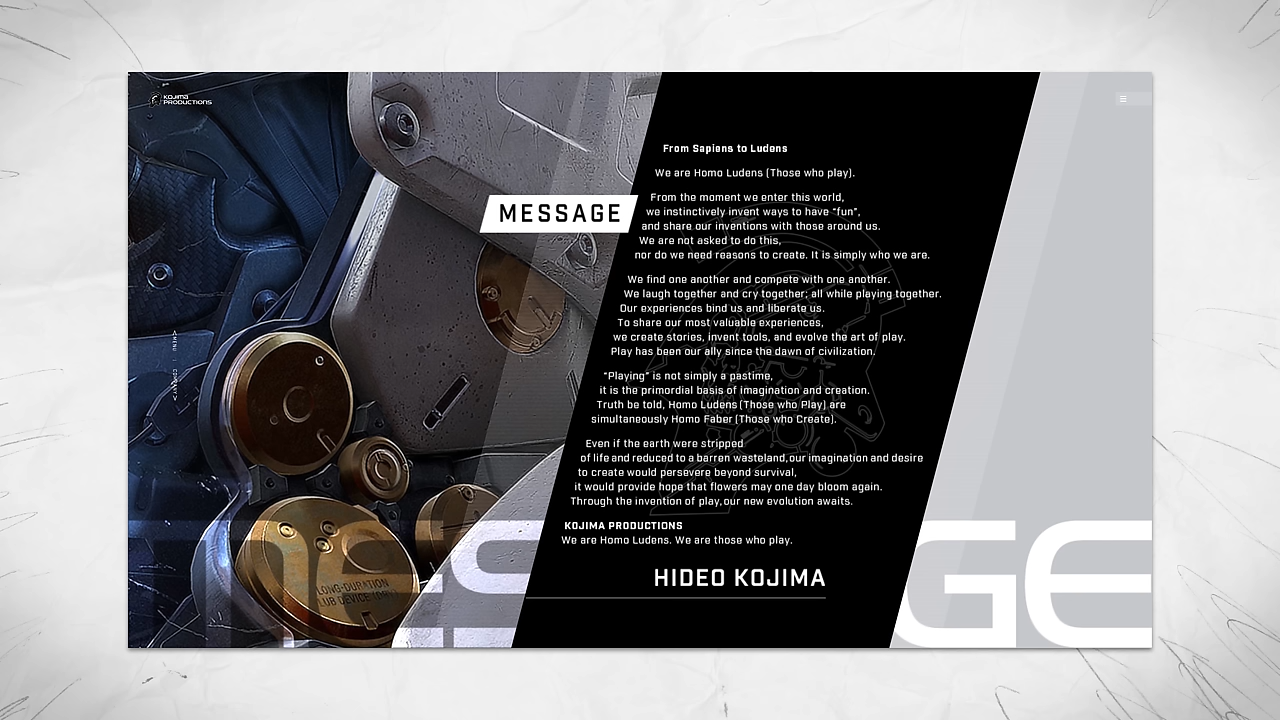 KOJIMA
PRODUCTIONS
MESSAGE
From Sapiens to Ludens
We are Homo Ludens (Those who play).
From the moment we enter this world,
we instinctively invent ways to have “fun”,
and share our inventions with those around us.
We are not asked to do this,
nor do we need reasons to create. It is simply who we are.
We find one another and compete with one another.
We laugh together and cry together; all while playing together.
Our experiences bind us and liberate us.
To share our most valuable experiences,
we create stories, invent tools, and evolve the art of play.
Play has been our ally since the dawn of civilization.
“Playing” is not simply a pastime,
it is the primordial basis of imagination and creation.
Truth be told, Homo Ludens (Those who Play) are
simultaneously Homo Faber (Those who Create).
Even if the earth were stripped
of life and reduced to a barren wasteland, our imagination and desire
to create would persevere beyond survival,
it would provide hope that flowers may one day bloom again.
Through the invention of play, our new evolution awaits.
KOJIMA PRODUCTIONS
We are Homo Ludens. We are those who play.
HIDEO KOJIMA
<MENU | COMPANY>
LONG-DURATION
LUB DEVICE
mes GE